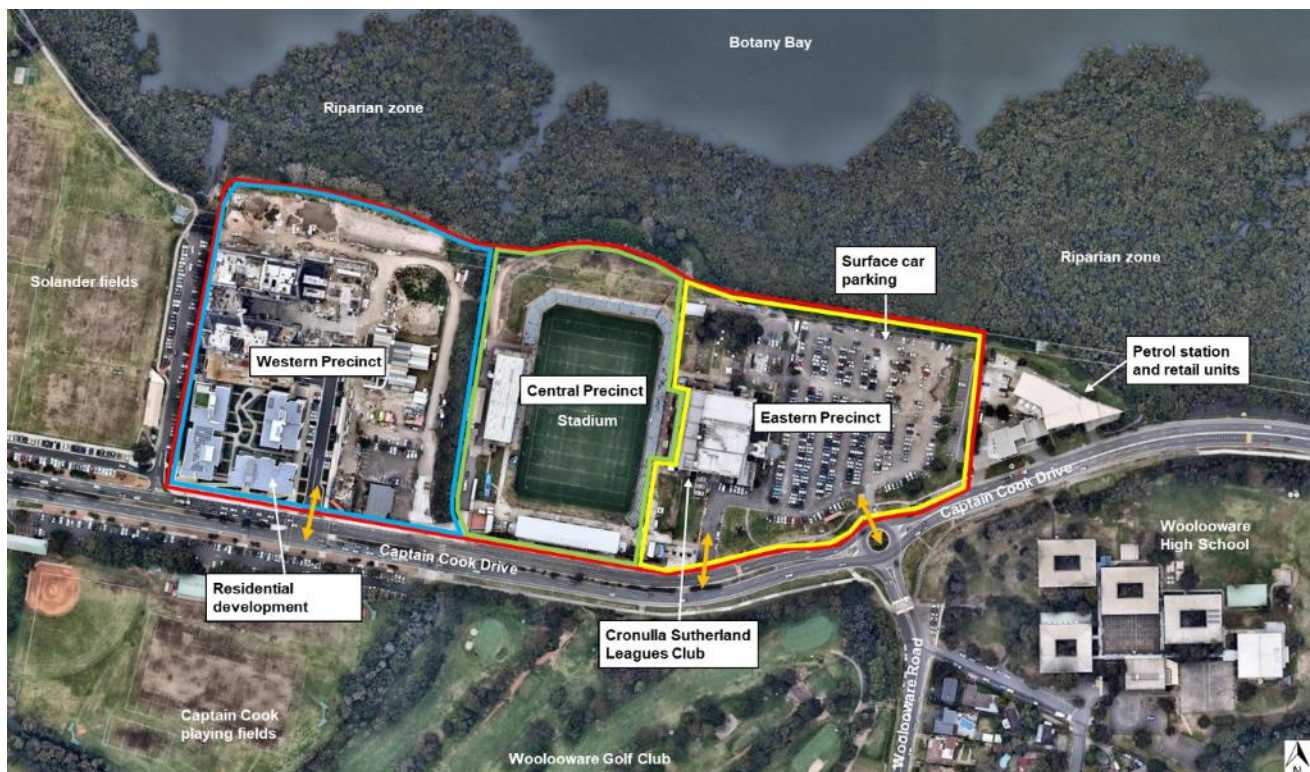 Botany Bay
Riparian zone
Surface car
parking
Riparian zone
Solander fields
Western Precinct
Petrol station
and retail units
Central Precinct
Stadium
Eastern Precinct
Captain Cook Drive
Captain Cook Drive
Woolooware
High School
Residential
development
Cronulla Sutherland
Leagues Club
Woolooware Road
Captain Cook
playing fields
Woolooware Golf Club
N